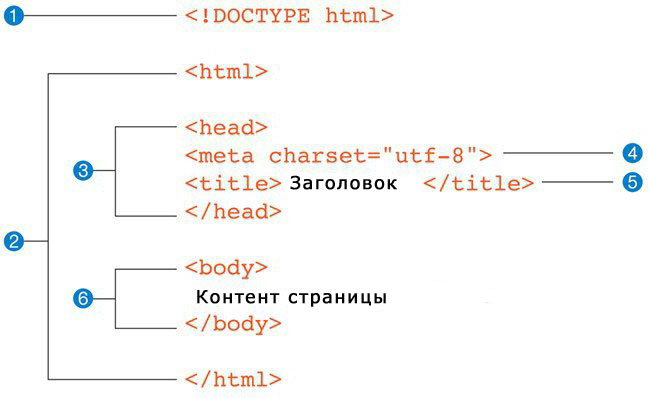 1 <!DOCTYPE html>
<html>
<head>
3 <meta charset="utf-8"> 4
<title> Заголовок </title> 5
</head>
2
<body>
6 Контент страницы
</body>
</html>